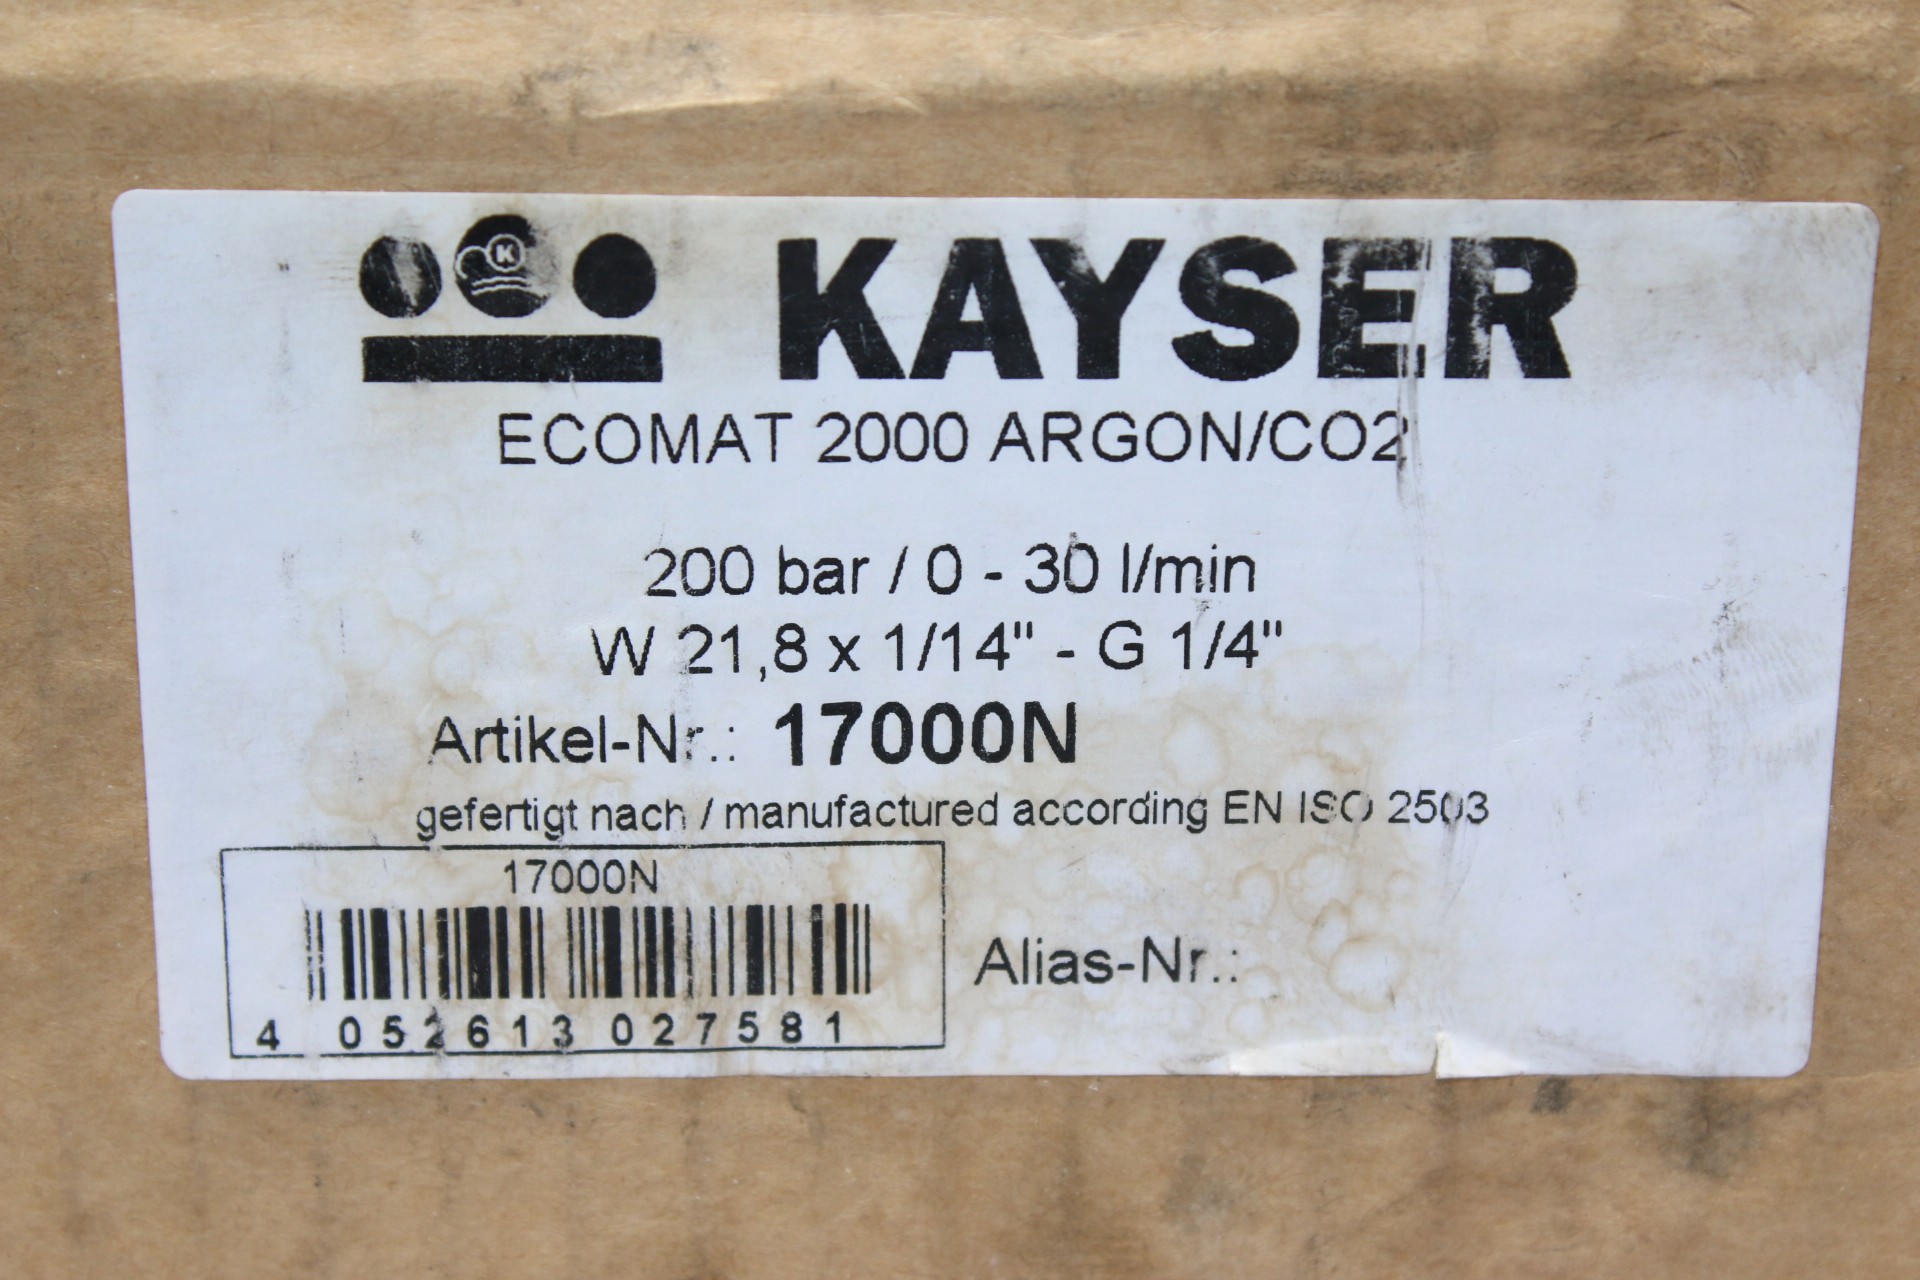 K
KAYSER
ECOMAT 2000 ARGON/CO2
200 bar / 0 - 30 l/min
W 21,8 x 1/14" - G 1/4"
Artikel-Nr.: 17000N
gefertigt nach / manufactured according EN ISO 2503
17000N
4 052613 027581
Alias-Nr.: